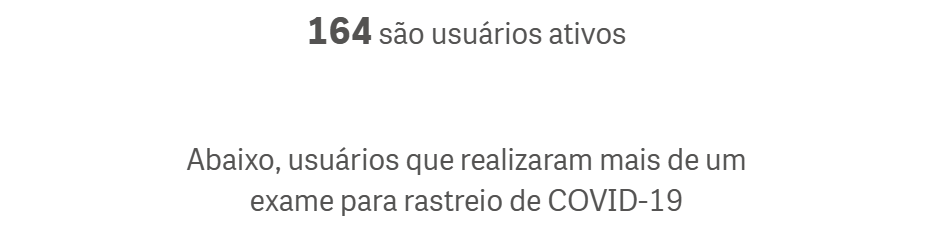 164 são usuários ativos
Abaixo, usuários que realizaram mais de um
exame para rastreio de COVID-19